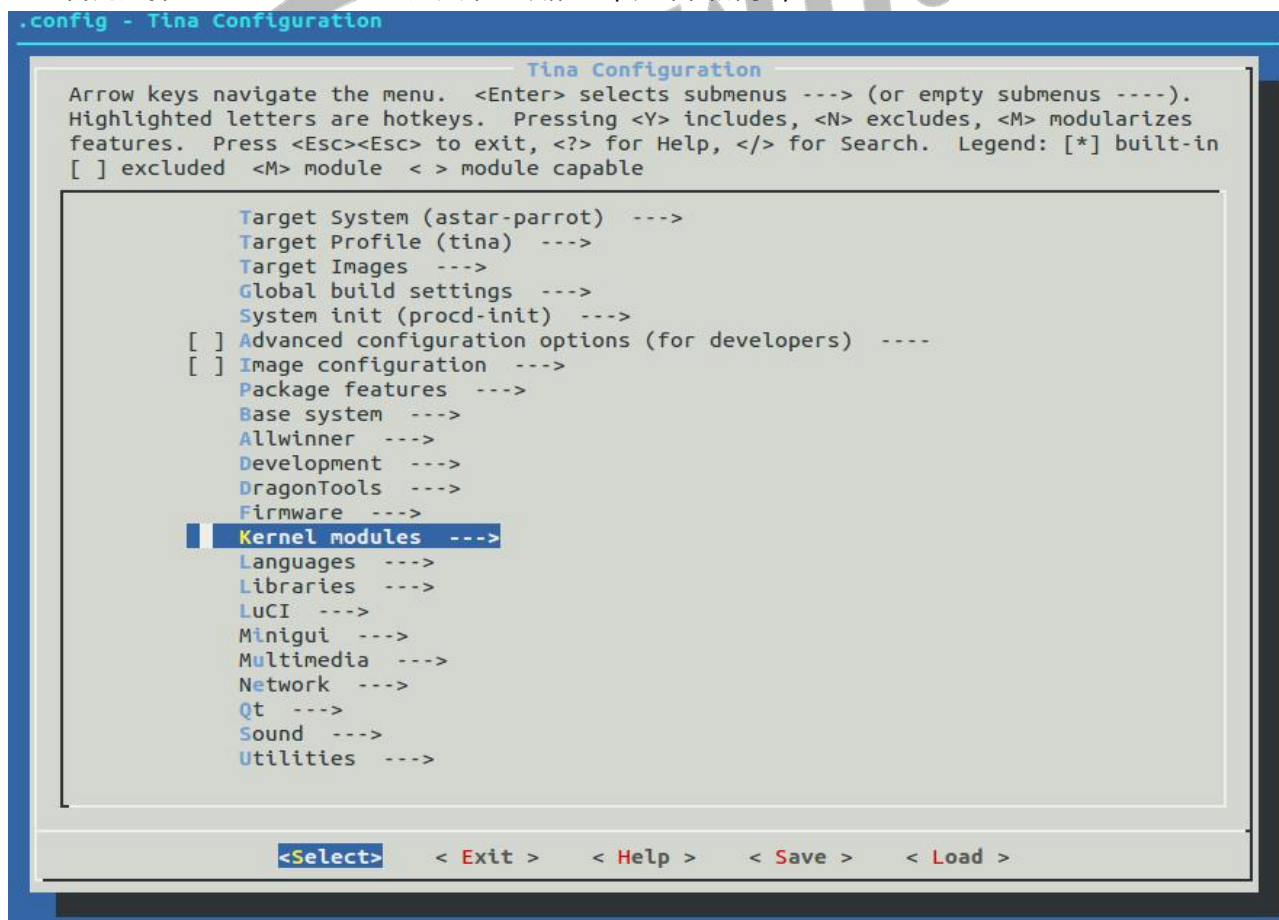 .config - Tina Configuration
Tina Configuration
Arrow keys navigate the menu.  <Enter> selects submenus ---> (or empty submenus ----).
Highlighted letters are hotkeys.  Pressing <Y> includes, <N> excludes, <M> modularizes
features.  Press <Esc><Esc> to exit, <?> for Help, </> for Search.  Legend: [*] built-in
[ ] excluded  <M> module  < > module capable
Target System (astar-parrot)  --->
Target Profile (tina)  --->
Target Images  --->
Global build settings  --->
System init (procd-init)  --->
[ ] Advanced configuration options (for developers)  ----
[ ] Image configuration  --->
Package features  --->
Base system  --->
Allwinner  --->
Development  --->
DragonTools  --->
Firmware  --->
Kernel modules  --->
Languages  --->
Libraries  --->
LuCI  --->
Minigui  --->
Multimedia  --->
Network  --->
Qt  --->
Sound  --->
Utilities  --->
<Select>    < Exit >    < Help >    < Save >    < Load >